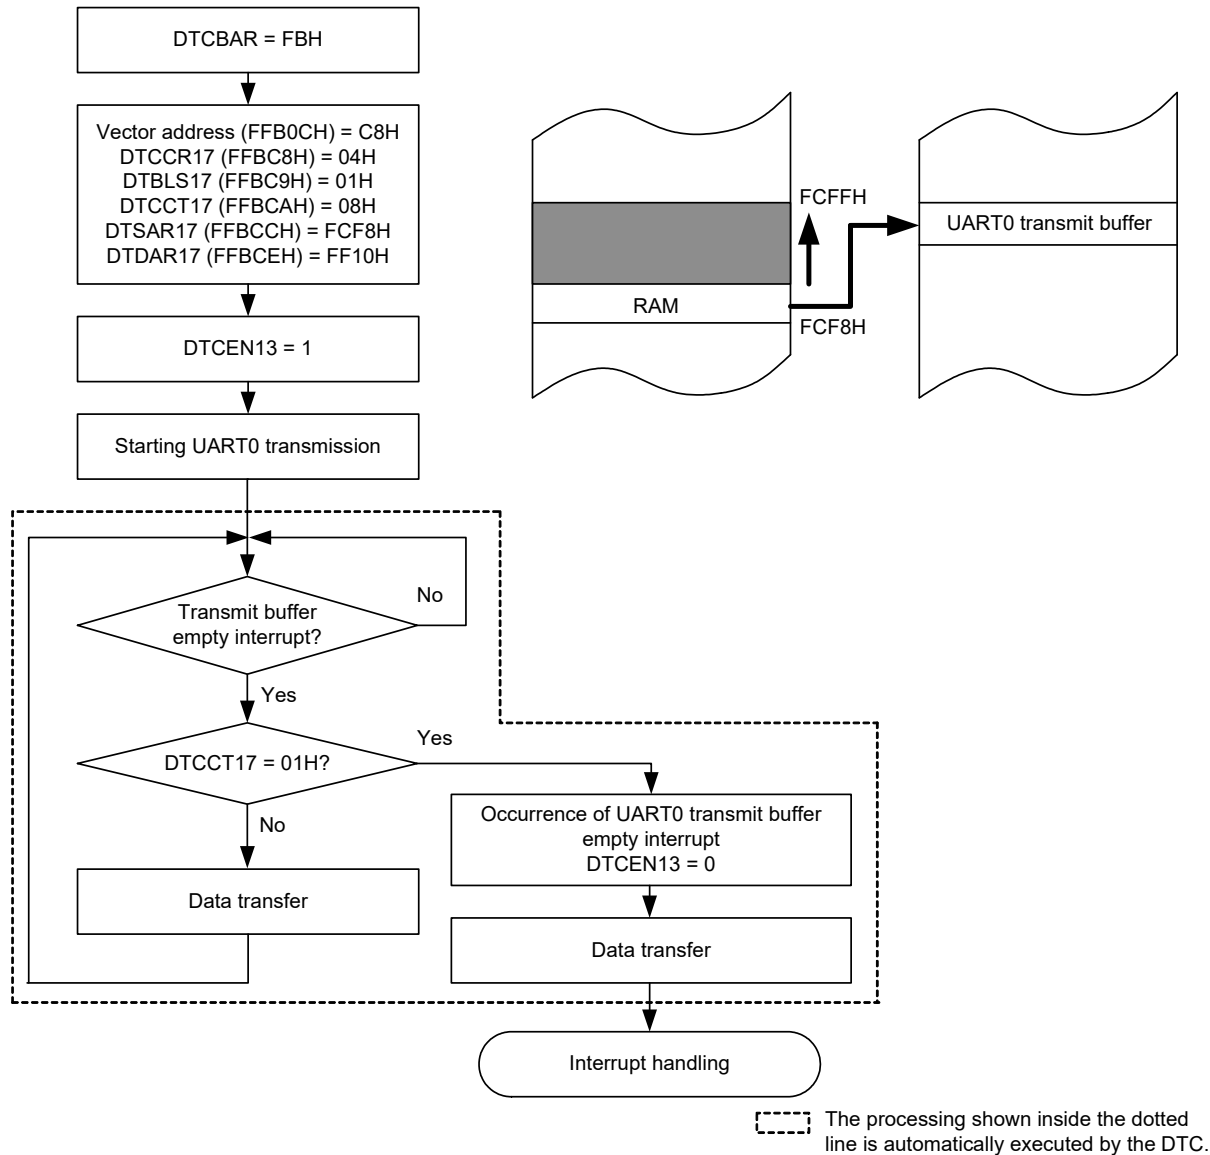 DTCBAR = FBH
Vector address (FFB0CH) = C8H
DTCCR17 (FFBC8H) = 04H
DTBLS17 (FFBC9H) = 01H
DTCCT17 (FFBCAH) = 08H
DTSAR17 (FFBCCH) = FCF8H
DTDAR17 (FFBCEH) = FF10H
DTCEN13 = 1
Starting UART0 transmission
FCFFH
UART0 transmit buffer
RAM
FCF8H
Transmit buffer
empty interrupt?
No
Yes
DTCCT17 = 01H?
Yes
No
Data transfer
Occurrence of UART0 transmit buffer
empty interrupt
DTCEN13 = 0
Data transfer
Interrupt handling
The processing shown inside the dotted
line is automatically executed by the DTC.